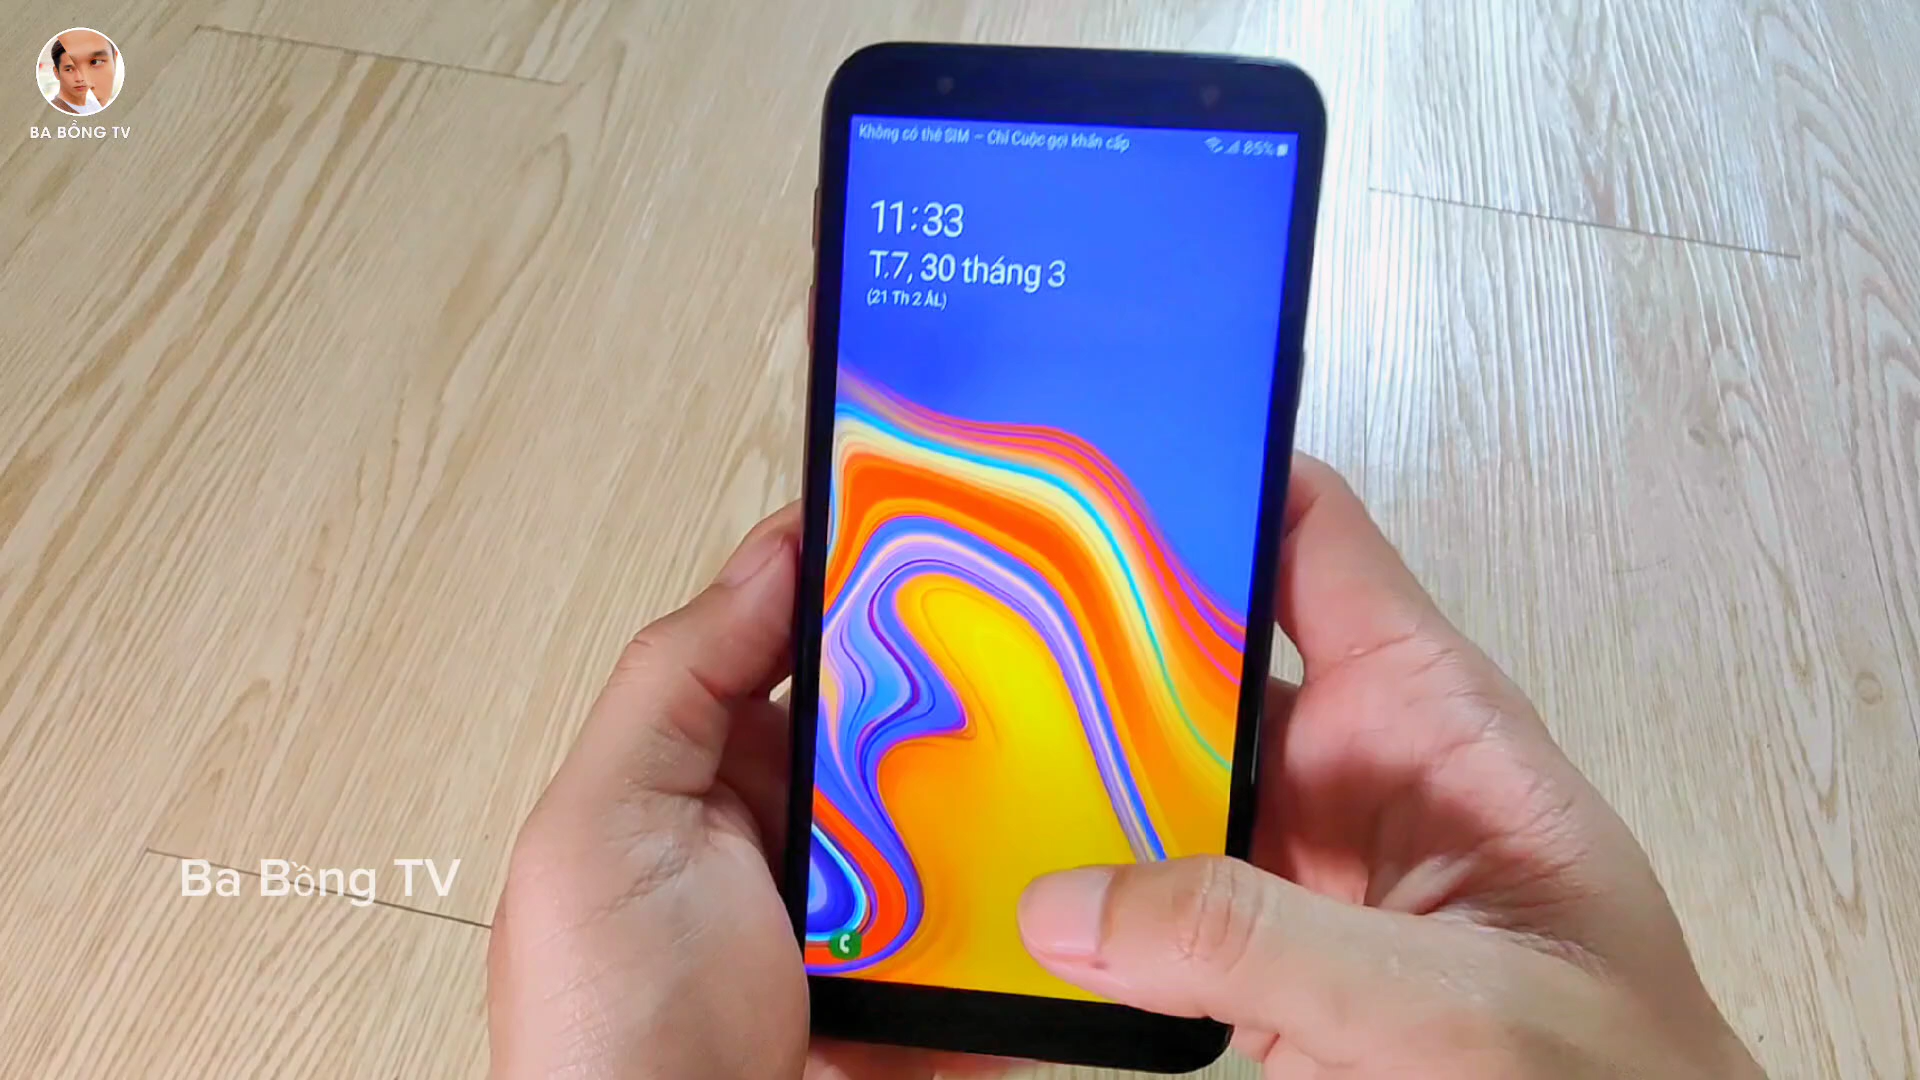 BA BỒNG TV
Không có thẻ SIM – Chỉ Cuộc gọi khẩn cấp
85%
11:33
T.7, 30 tháng 3
(21 Th 2 ÂL)
Ba Bồng TV